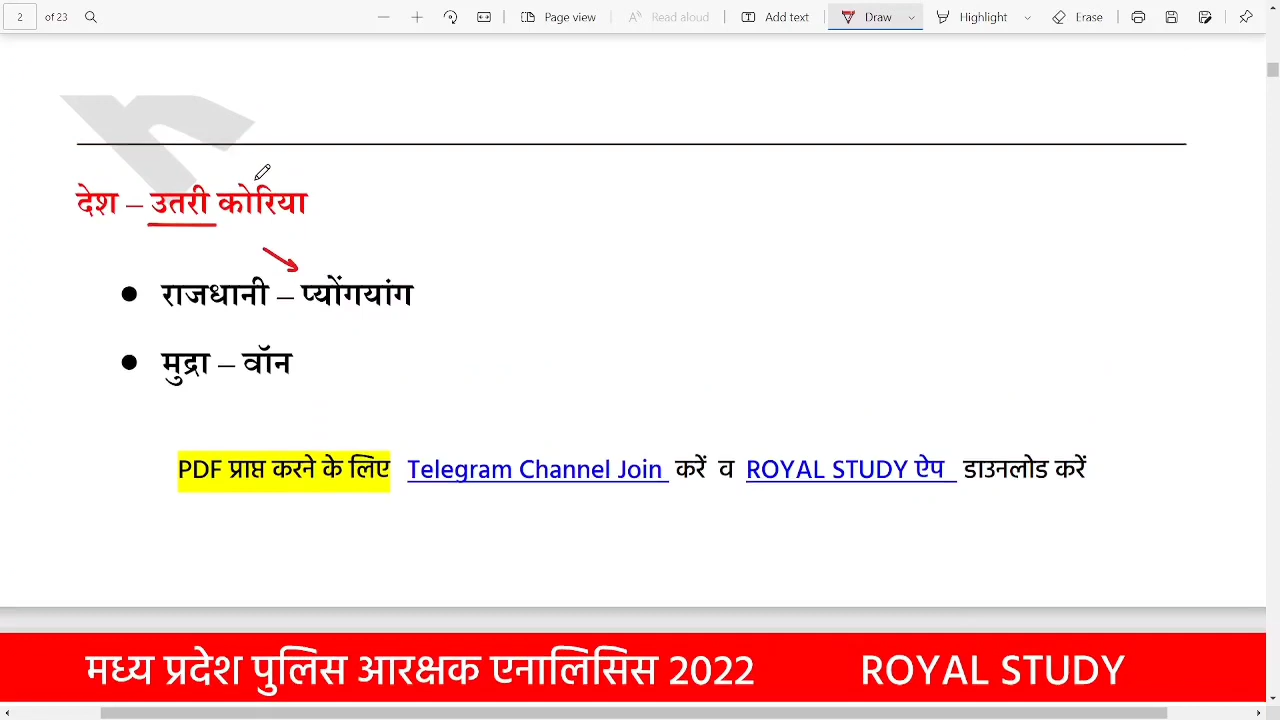 2 of 23 Page view Read aloud Add text Draw Highlight Erase
देश – उतरी कोरिया
● राजधानी – प्योंगयांग
● मुद्रा – वॉन
PDF प्राप्त करने के लिए Telegram Channel Join करें व ROYAL STUDY ऐप डाउनलोड करें
मध्य प्रदेश पुलिस आरक्षक एनालिसिस 2022 ROYAL STUDY